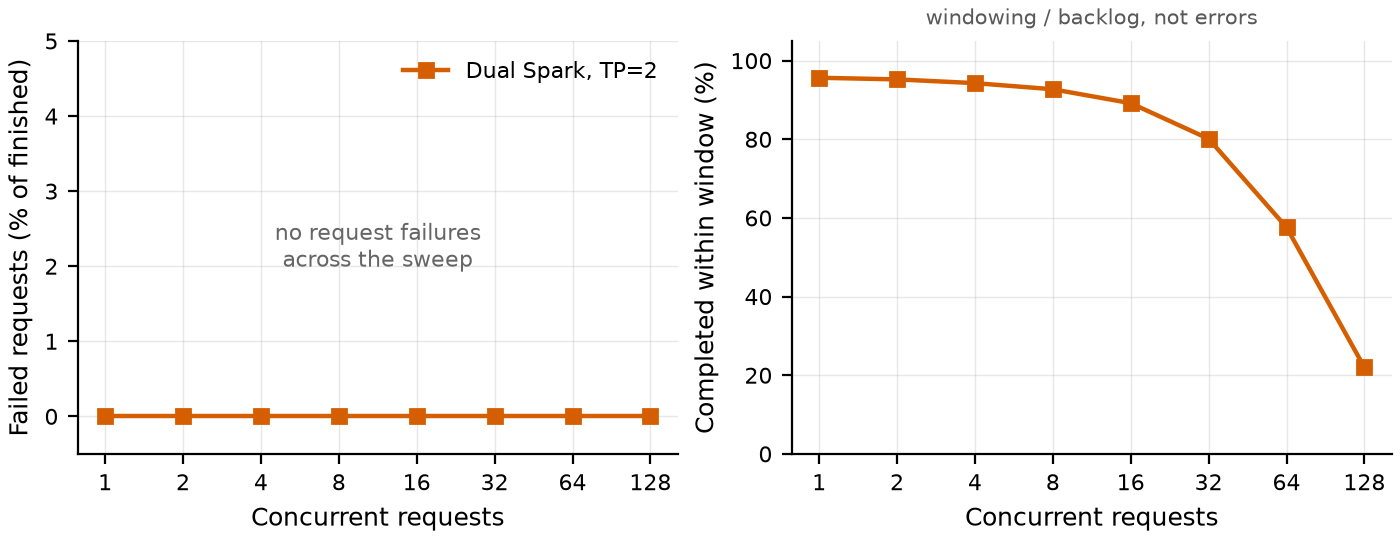 Failed requests (% of finished)
5
4
3
2
1
0
Dual Spark, TP=2
no request failures
across the sweep
1 2 4 8 16 32 64 128
Concurrent requests
windowing / backlog, not errors
Completed within window (%)
100
80
60
40
20
0
1 2 4 8 16 32 64 128
Concurrent requests